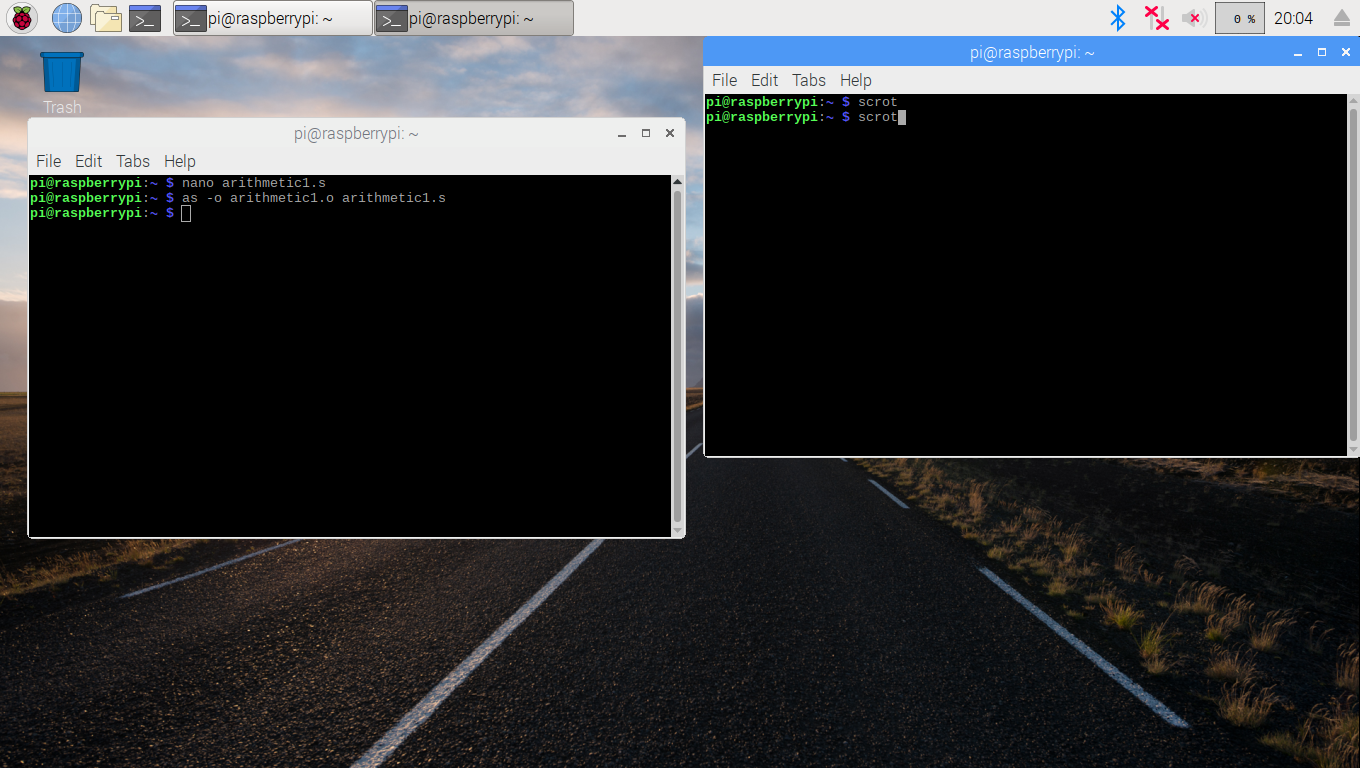 pi@raspberrypi: ~
pi@raspberrypi: ~
0 %
20:04
Trash
pi@raspberrypi: ~
File Edit Tabs Help
pi@raspberrypi:~ $ nano arithmetic1.s
pi@raspberrypi:~ $ as -o arithmetic1.o arithmetic1.s
pi@raspberrypi:~ $
pi@raspberrypi: ~
File Edit Tabs Help
pi@raspberrypi:~ $ scrot
pi@raspberrypi:~ $ scrot